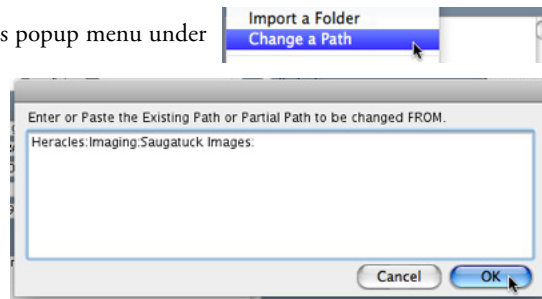 Import a Folder
s popup menu under
Change a Path
Enter or Paste the Existing Path or Partial Path to be changed FROM.
Heracles:Imaging:Saugatuck Images:
Cancel
OK